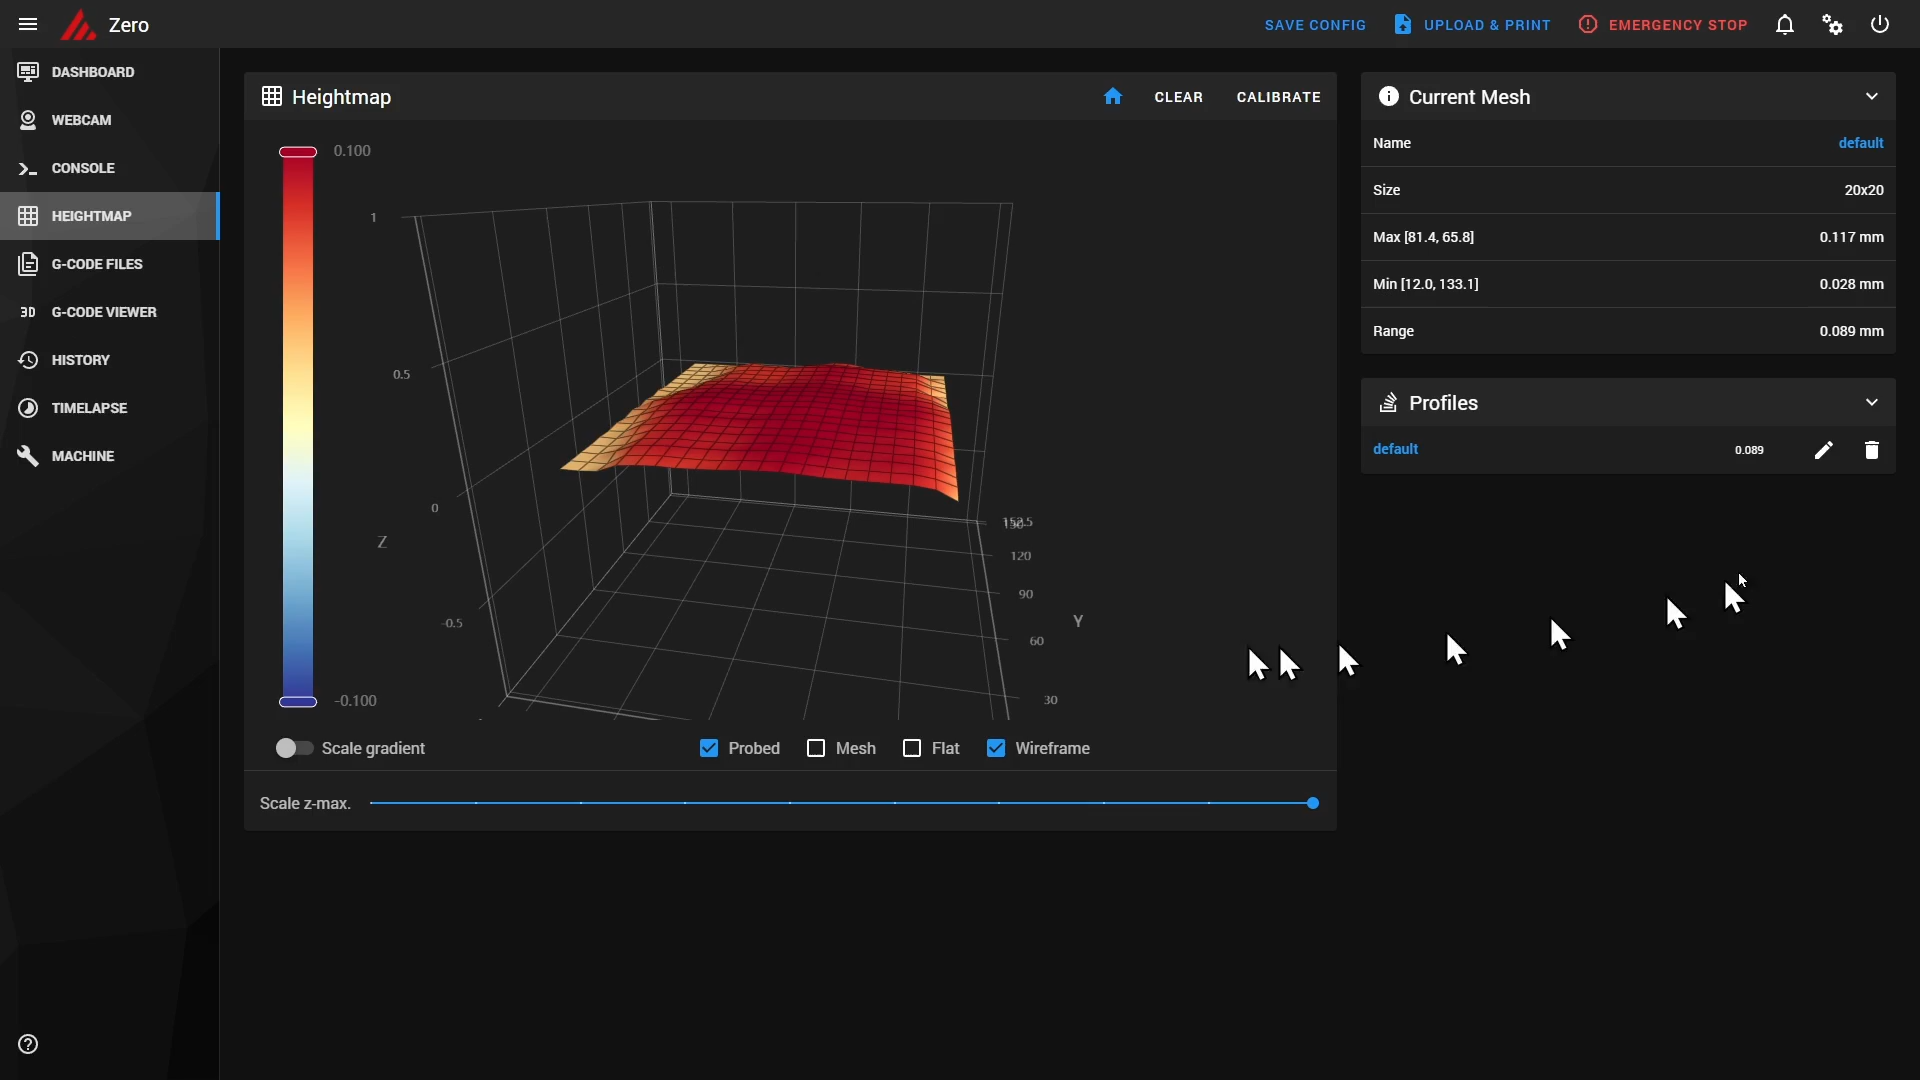 Zero
SAVE CONFIG
UPLOAD & PRINT
EMERGENCY STOP
DASHBOARD
WEBCAM
CONSOLE
HEIGHTMAP
G-CODE FILES
3D
G-CODE VIEWER
HISTORY
TIMELAPSE
MACHINE
Heightmap
CLEAR
CALIBRATE
0.100
-0.100
1
0.5
0
-0.5
Z
120
90
60
30
Y
Scale gradient
Probed
Mesh
Flat
Wireframe
Scale z-max.
Current Mesh
Name default
Size 20x20
Max [81.4, 65.8] 0.117 mm
Min [12.0, 133.1] 0.028 mm
Range 0.089 mm
Profiles
default 0.089